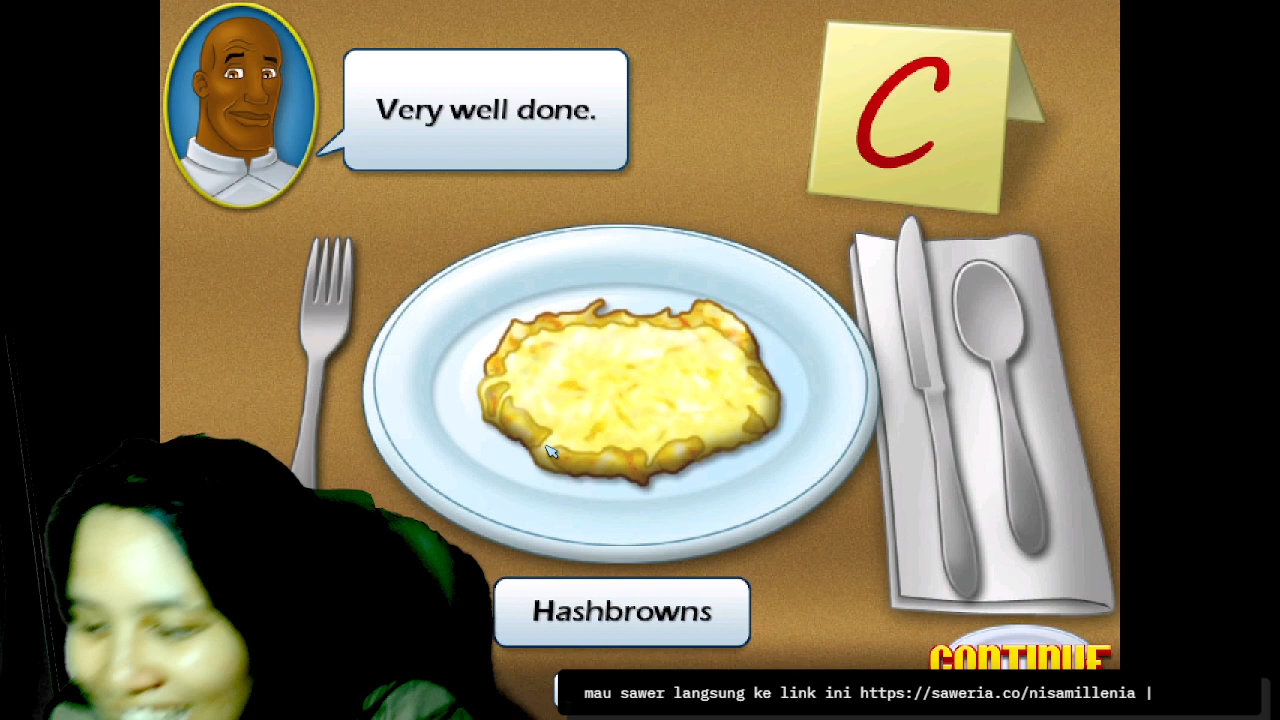 Very well done.
C
Hashbrowns
CONTINUE
mau sawer langsung ke link ini https://saweria.co/nisamillenia |